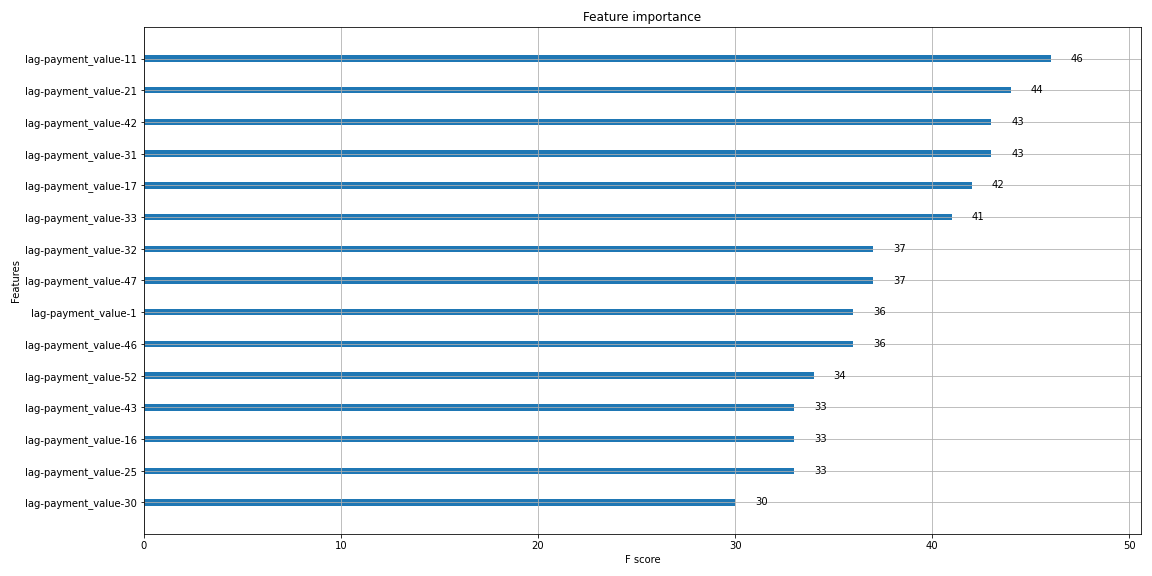 Feature importance
lag-payment_value-11 46
lag-payment_value-21 44
lag-payment_value-42 43
lag-payment_value-31 43
lag-payment_value-17 42
lag-payment_value-33 41
lag-payment_value-32 37
lag-payment_value-47 37
lag-payment_value-1 36
lag-payment_value-46 36
lag-payment_value-52 34
lag-payment_value-43 33
lag-payment_value-16 33
lag-payment_value-25 33
lag-payment_value-30 30
Features
0 10 20 30 40 50
F score